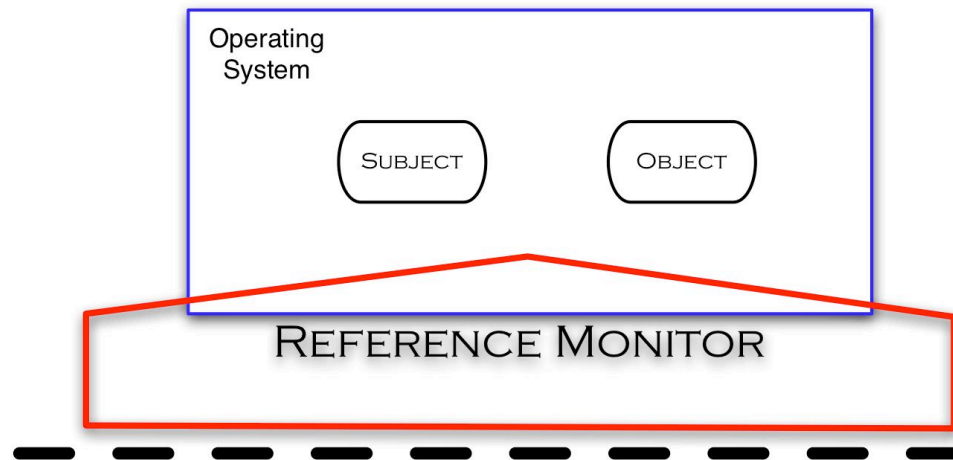 Operating
System
SUBJECT
OBJECT
REFERENCE MONITOR